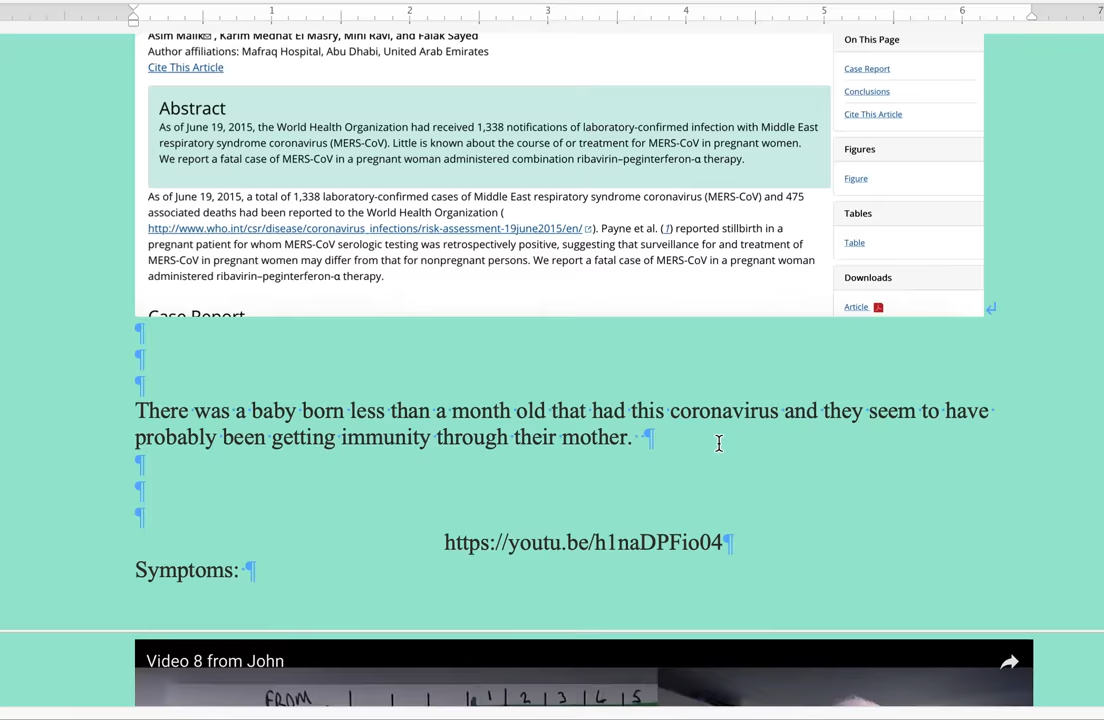 1 2 3 4 5 6 7
Asim Malik, Karim Medhat El Masry, Mini Ravi, and Falak Sayed
Author affiliations: Mafraq Hospital, Abu Dhabi, United Arab Emirates
Cite This Article
Abstract
As of June 19, 2015, the World Health Organization had received 1,338 notifications of laboratory-confirmed infection with Middle East
respiratory syndrome coronavirus (MERS-CoV). Little is known about the course of or treatment for MERS-CoV in pregnant women.
We report a fatal case of MERS-CoV in a pregnant woman administered combination ribavirin–peginterferon-α therapy.
As of June 19, 2015, a total of 1,338 laboratory-confirmed cases of Middle East respiratory syndrome coronavirus (MERS-CoV) and 475
associated deaths had been reported to the World Health Organization (
http://www.who.int/csr/disease/coronavirus_infections/risk-assessment-19june2015/en/). Payne et al. (1) reported stillbirth in a
pregnant patient for whom MERS-CoV serologic testing was retrospectively positive, suggesting that surveillance for and treatment of
MERS-CoV in pregnant women may differ from that for nonpregnant persons. We report a fatal case of MERS-CoV in a pregnant woman
administered ribavirin–peginterferon-α therapy.
Case Report
On This Page
Case Report
Conclusions
Cite This Article
Figures
Figure
Tables
Table
Downloads
Article
There was a baby born less than a month old that had this coronavirus and they seem to have
probably been getting immunity through their mother.
https://youtu.be/h1naDPFio04
Symptoms:
Video 8 from John
FROM 1 2 3 4 5